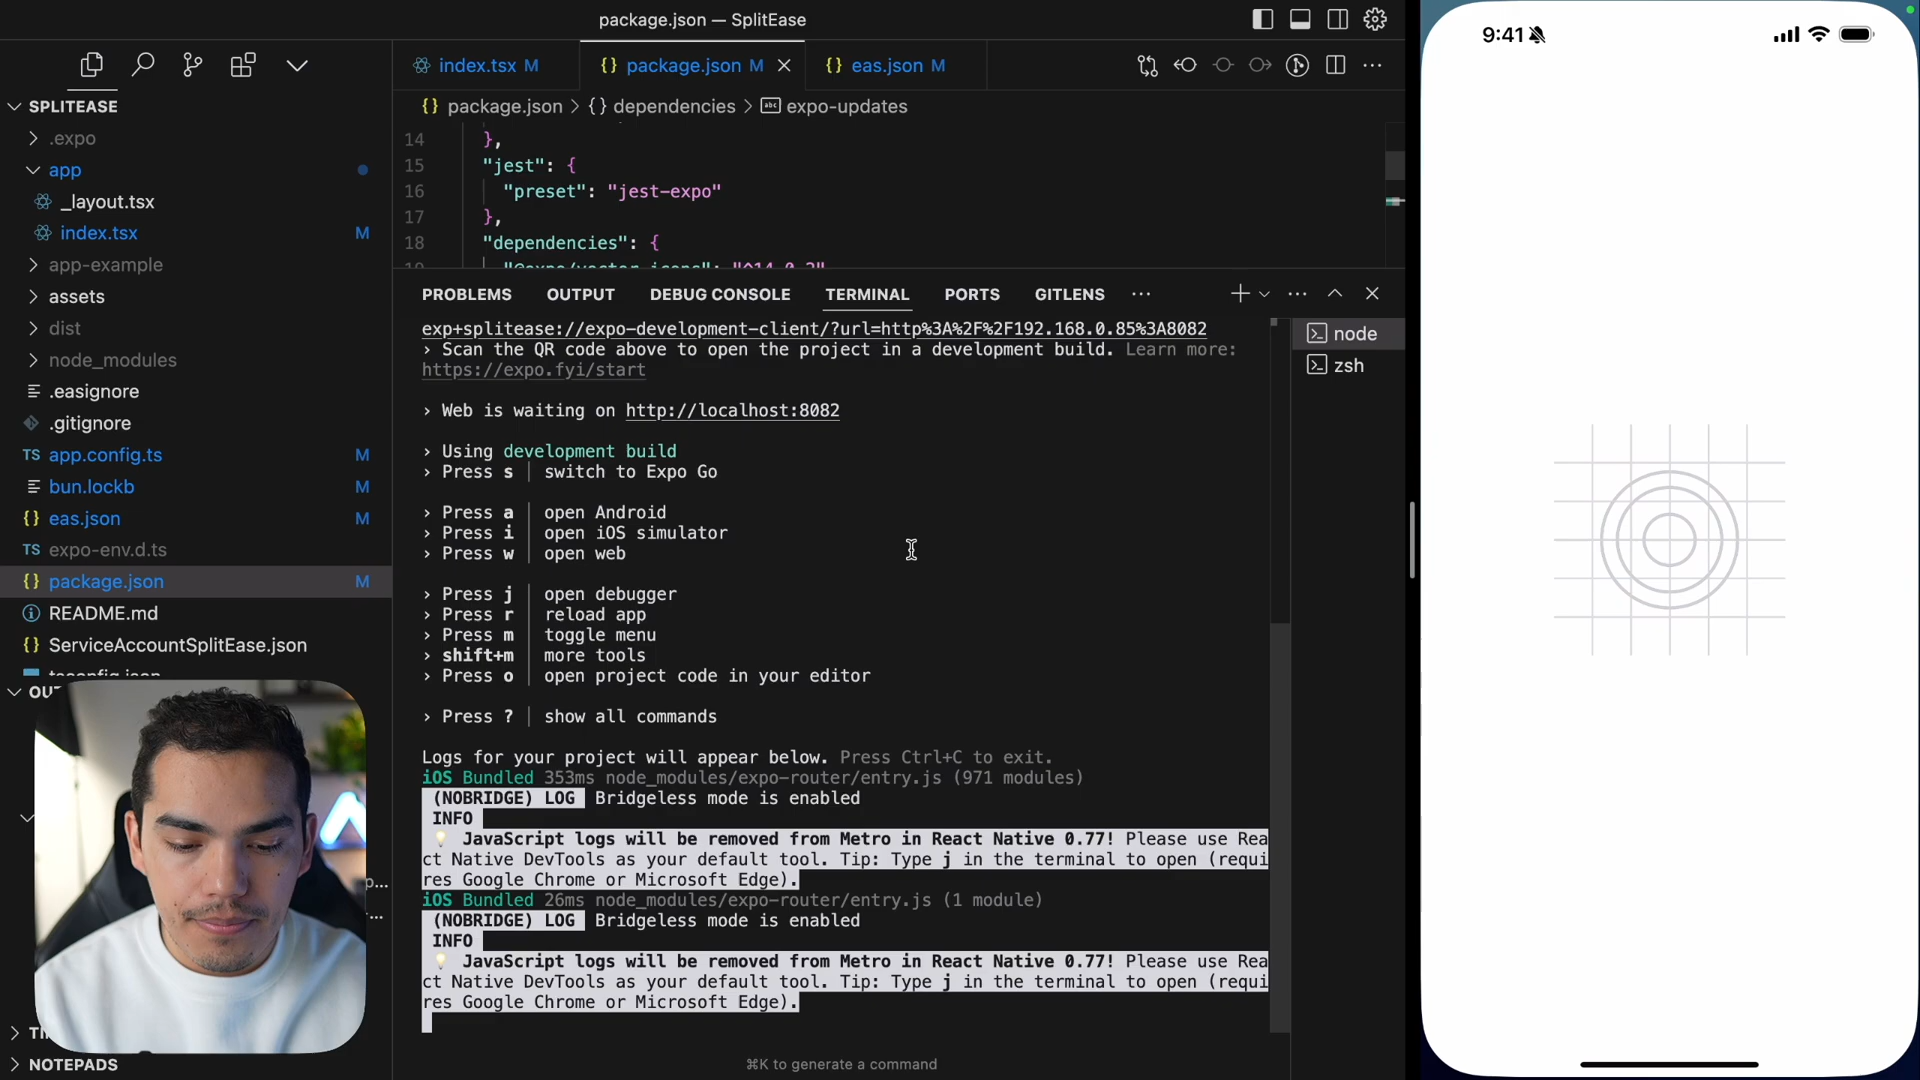 package.json — SplitEase
9:41
index.tsx M
{} package.json M
{} eas.json M
SPLITEASE
{} package.json > {} dependencies > abc expo-updates
.expo
app
_layout.tsx
index.tsx M
app-example
assets
dist
node_modules
.easignore
.gitignore
TS app.config.ts M
bun.lockb M
{} eas.json M
TS expo-env.d.ts
{} package.json M
README.md
{} ServiceAccountSplitEase.json
tsconfig.json
NOTEPADS
14 },
15 "jest": {
16 "preset": "jest-expo"
17 },
18 "dependencies": {
19 "@expo/vector-icons": "^14.0.2",
PROBLEMS OUTPUT DEBUG CONSOLE TERMINAL PORTS GITLENS ···
node
zsh
exp+splitease://expo-development-client/?url=http%3A%2F%2F192.168.0.85%3A8082
› Scan the QR code above to open the project in a development build. Learn more:
https://expo.fyi/start
› Web is waiting on http://localhost:8082
› Using development build
› Press s │ switch to Expo Go
› Press a │ open Android
› Press i │ open iOS simulator
› Press w │ open web
› Press j │ open debugger
› Press r │ reload app
› Press m │ toggle menu
› shift+m │ more tools
› Press o │ open project code in your editor
› Press ? │ show all commands
Logs for your project will appear below. Press Ctrl+C to exit.
iOS Bundled 353ms node_modules/expo-router/entry.js (971 modules)
(NOBRIDGE) LOG Bridgeless mode is enabled
INFO
💡 JavaScript logs will be removed from Metro in React Native 0.77! Please use Rea
ct Native DevTools as your default tool. Tip: Type j in the terminal to open (requi
res Google Chrome or Microsoft Edge).
iOS Bundled 26ms node_modules/expo-router/entry.js (1 module)
(NOBRIDGE) LOG Bridgeless mode is enabled
INFO
💡 JavaScript logs will be removed from Metro in React Native 0.77! Please use Rea
ct Native DevTools as your default tool. Tip: Type j in the terminal to open (requi
res Google Chrome or Microsoft Edge).
⌘K to generate a command